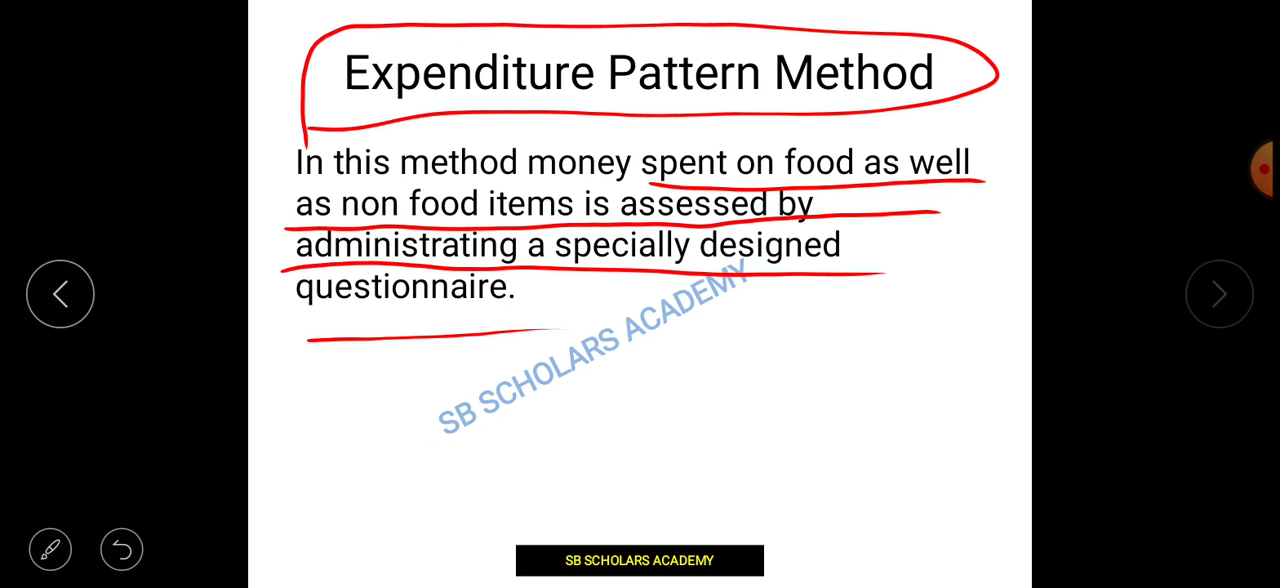 Expenditure Pattern Method
In this method money spent on food as well
as non food items is assessed by
administrating a specially designed
questionnaire.
SB SCHOLARS ACADEMY
SB SCHOLARS ACADEMY